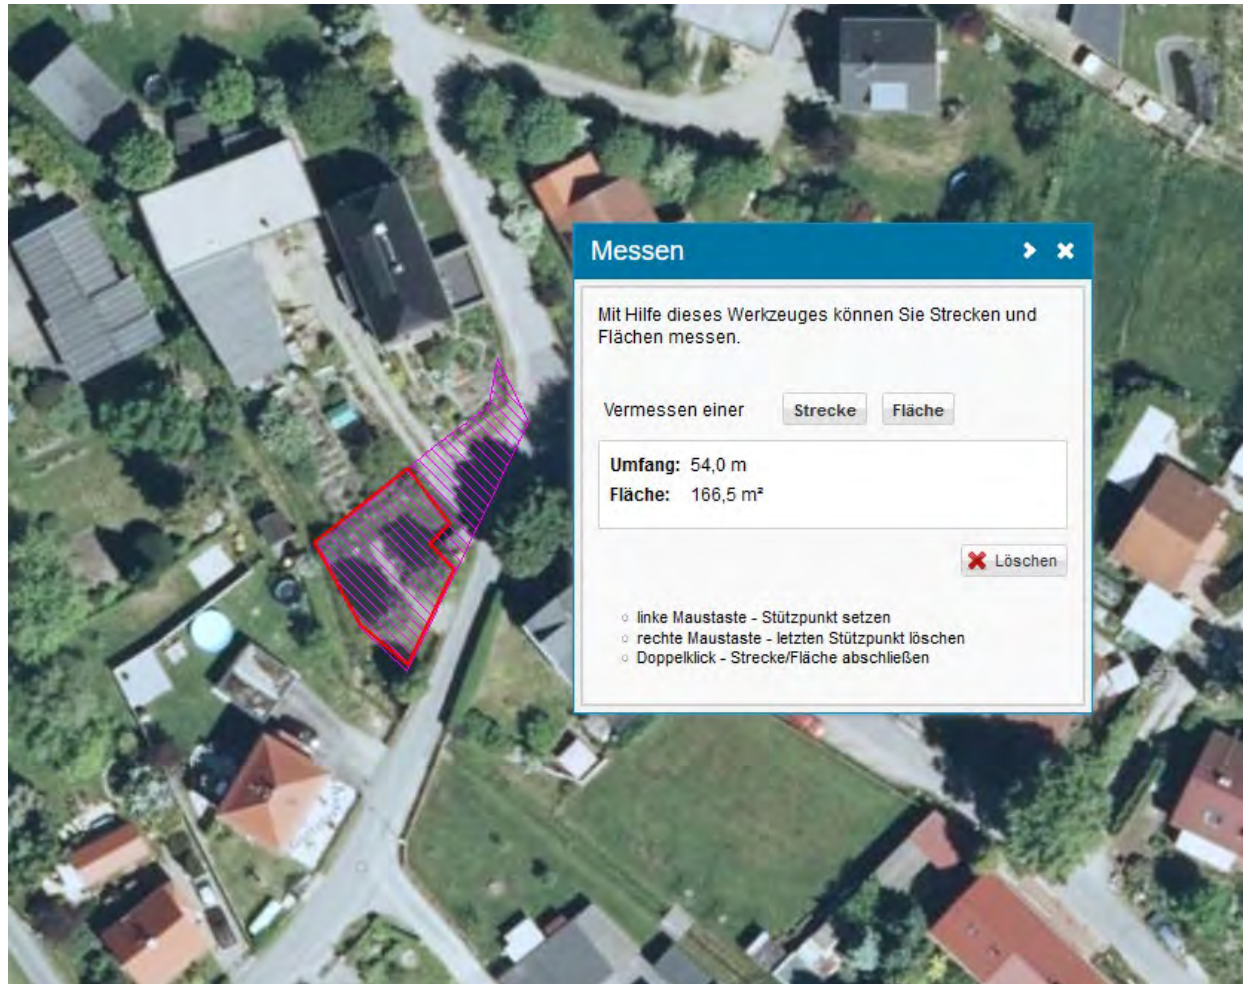 Messen
Mit Hilfe dieses Werkzeuges können Sie Strecken und
Flächen messen.
Vermessen einer Strecke Fläche
Umfang: 54,0 m
Fläche: 166,5 m²
Löschen
linke Maustaste - Stützpunkt setzen
rechte Maustaste - letzten Stützpunkt löschen
Doppelklick - Strecke/Fläche abschließen